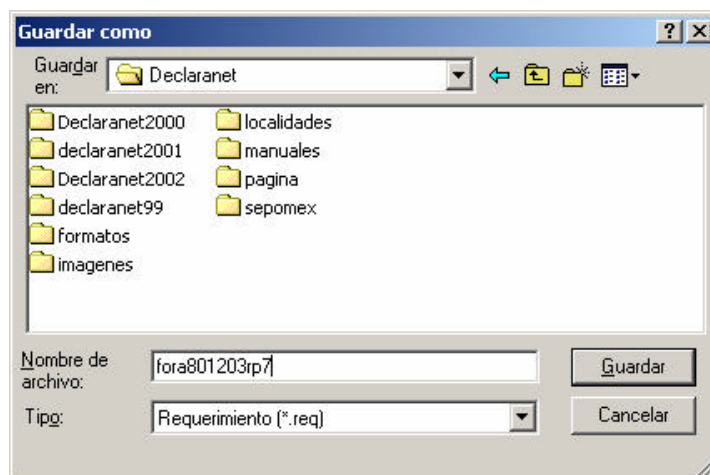 Guardar como
Guardar en:
Declaranet
Declaranet2000
declaranet2001
Declaranet2002
declaranet99
formatos
imagenes
localidades
manuales
pagina
sepomex
Nombre de archivo:
fora801203rp7
Guardar
Tipo:
Requerimiento (*.req)
Cancelar